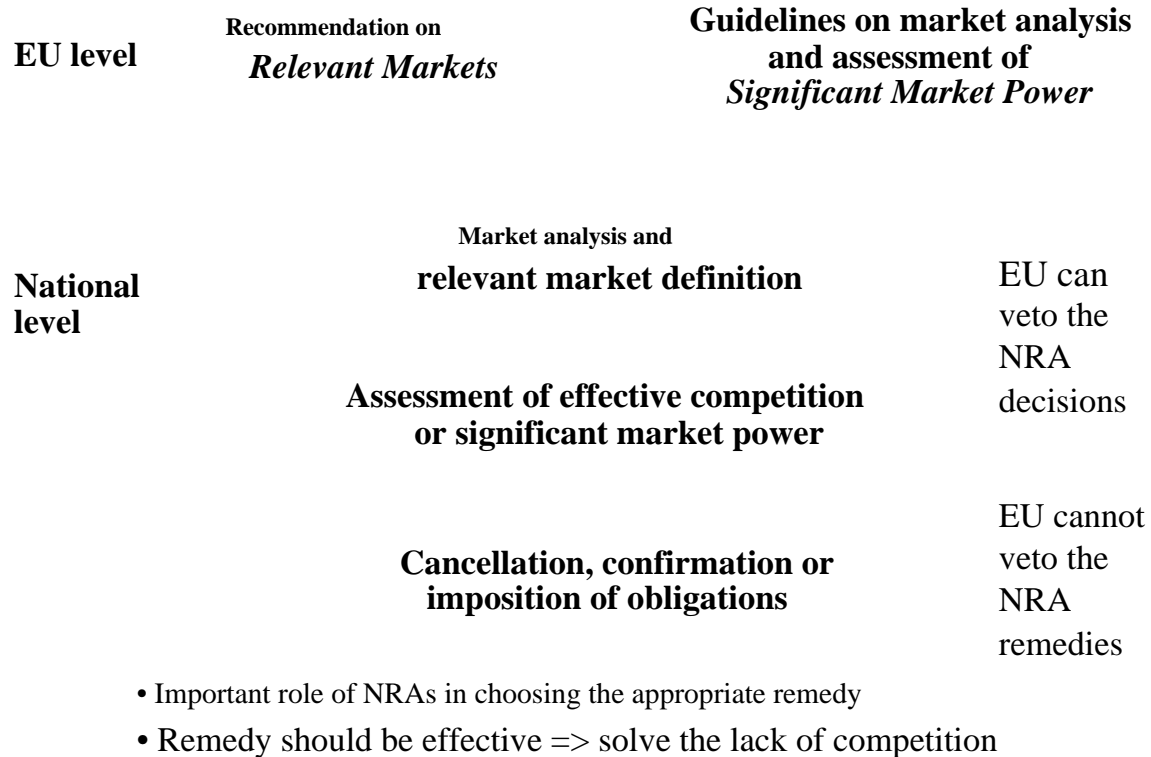 EU level
Recommendation on
Relevant Markets
Guidelines on market analysis
and assessment of
Significant Market Power
National
level
Market analysis and
relevant market definition
Assessment of effective competition
or significant market power
Cancellation, confirmation or
imposition of obligations
EU can
veto the
NRA
decisions
EU cannot
veto the
NRA
remedies
• Important role of NRAs in choosing the appropriate remedy
• Remedy should be effective => solve the lack of competition